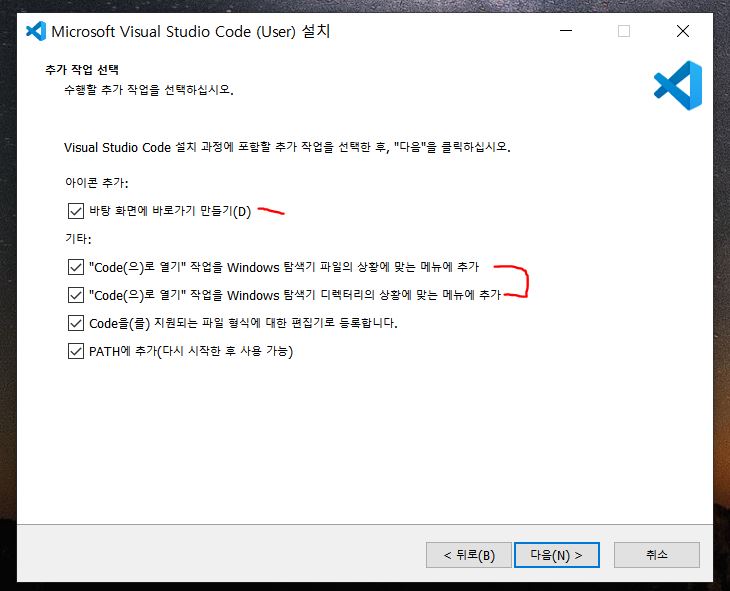 Microsoft Visual Studio Code (User) 설치
추가 작업 선택
수행할 추가 작업을 선택하십시오.
Visual Studio Code 설치 과정에 포함할 추가 작업을 선택한 후, "다음"을 클릭하십시오.
아이콘 추가:
바탕 화면에 바로가기 만들기(D)
기타:
"Code(으)로 열기" 작업을 Windows 탐색기 파일의 상황에 맞는 메뉴에 추가
"Code(으)로 열기" 작업을 Windows 탐색기 디렉터리의 상황에 맞는 메뉴에 추가
Code을(를) 지원되는 파일 형식에 대한 편집기로 등록합니다.
PATH에 추가(다시 시작한 후 사용 가능)
< 뒤로(B) 다음(N) > 취소